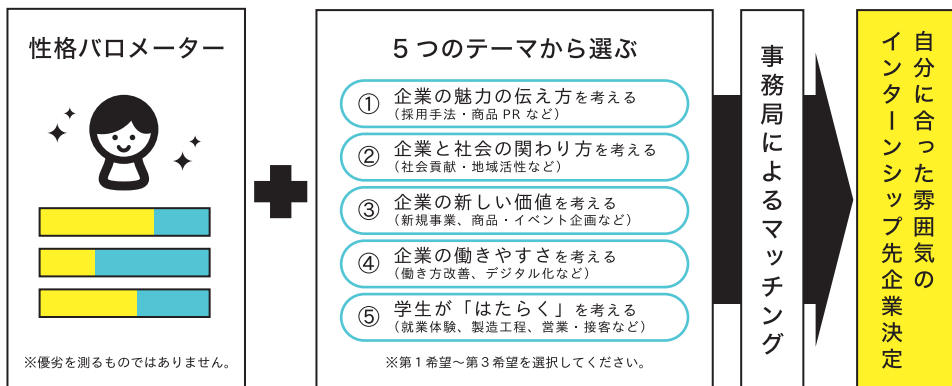 性格バロメーター
※優劣を測るものではありません。
5つのテーマから選ぶ
① 企業の魅力の伝え方を考える
（採用手法・商品 PR など）
② 企業と社会の関わり方を考える
（社会貢献・地域活性など）
③ 企業の新しい価値を考える
（新規事業、商品・イベント企画など）
④ 企業の働きやすさを考える
（働き方改善、デジタル化など）
⑤ 学生が「はたらく」を考える
（就業体験、製造工程、営業・接客など）
※第1希望～第3希望を選択してください。
事務局によるマッチング
自分に合った雰囲気の
インターンシップ先企業決定